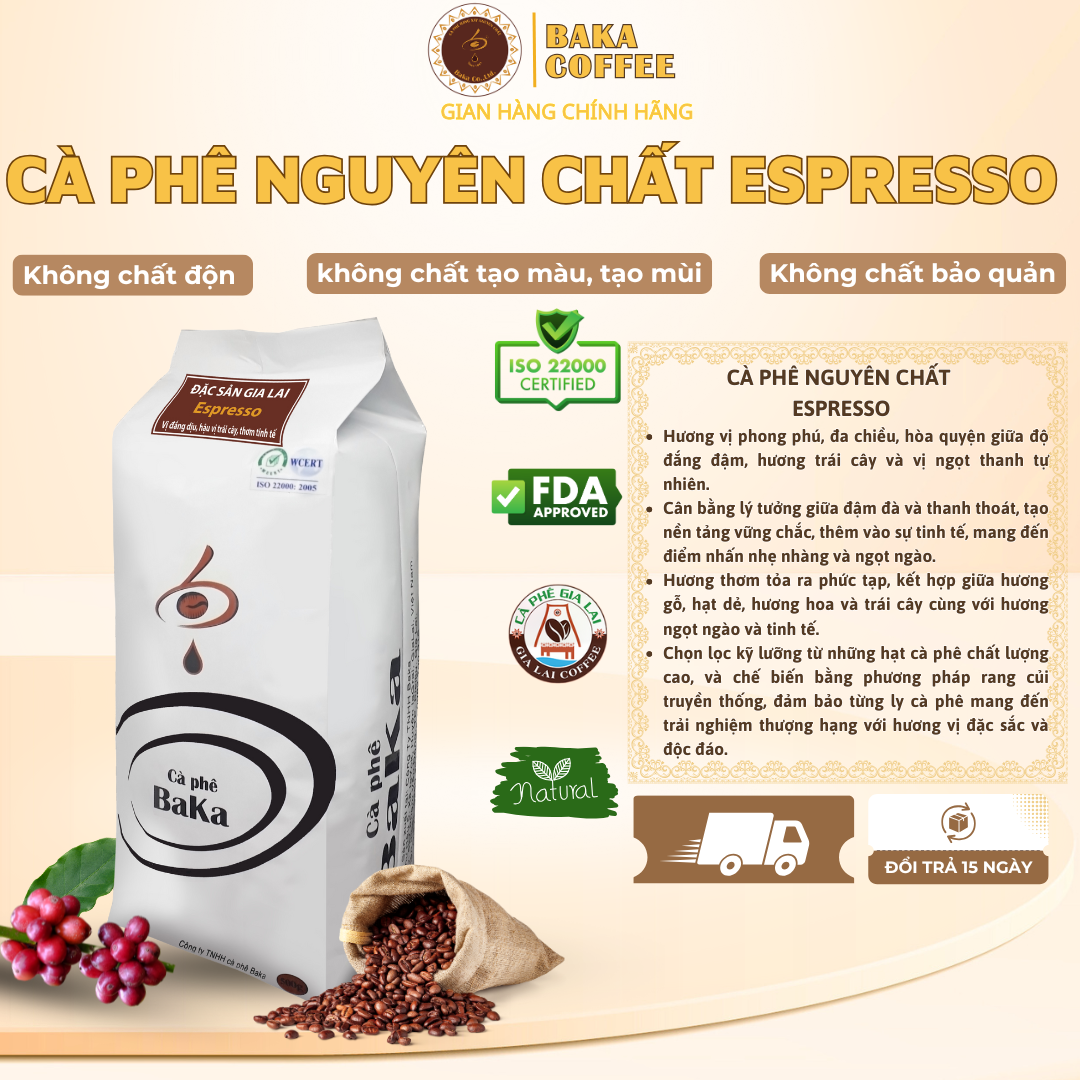 BAKA
COFFEE
Baka Co.,Ltd.
GIAN HÀNG CHÍNH HÃNG
CÀ PHÊ NGUYÊN CHẤT ESPRESSO
Không chất độn
không chất tạo màu, tạo mùi
Không chất bảo quản
ĐẶC SẢN GIA LAI
Espresso
Vị đắng dịu, hậu vị trái cây, thơm tinh tế
WCERT
ISO 22000: 2005
Cà phê
BaKa
Cà phê
BaKa
Công ty TNHH cà phê Baka
ISO 22000
CERTIFIED
FDA
APPROVED
CÀ PHÊ GIA LAI
GIA LAI COFFEE
Natural
CÀ PHÊ NGUYÊN CHẤT
ESPRESSO
• Hương vị phong phú, đa chiều, hòa quyện giữa độ
đắng đậm, hương trái cây và vị ngọt thanh tự
nhiên.
• Cân bằng lý tưởng giữa đậm đà và thanh thoát, tạo
nền tảng vững chắc, thêm vào sự tinh tế, mang đến
điểm nhấn nhẹ nhàng và ngọt ngào.
• Hương thơm tỏa ra phức tạp, kết hợp giữa hương
gỗ, hạt dẻ, hương hoa và trái cây cùng với hương
ngọt ngào và tinh tế.
• Chọn lọc kỹ lưỡng từ những hạt cà phê chất lượng
cao, và chế biến bằng phương pháp rang củi
truyền thống, đảm bảo từng ly cà phê mang đến
trải nghiệm thượng hạng với hương vị đặc sắc và
độc đáo.
ĐỔI TRẢ 15 NGÀY